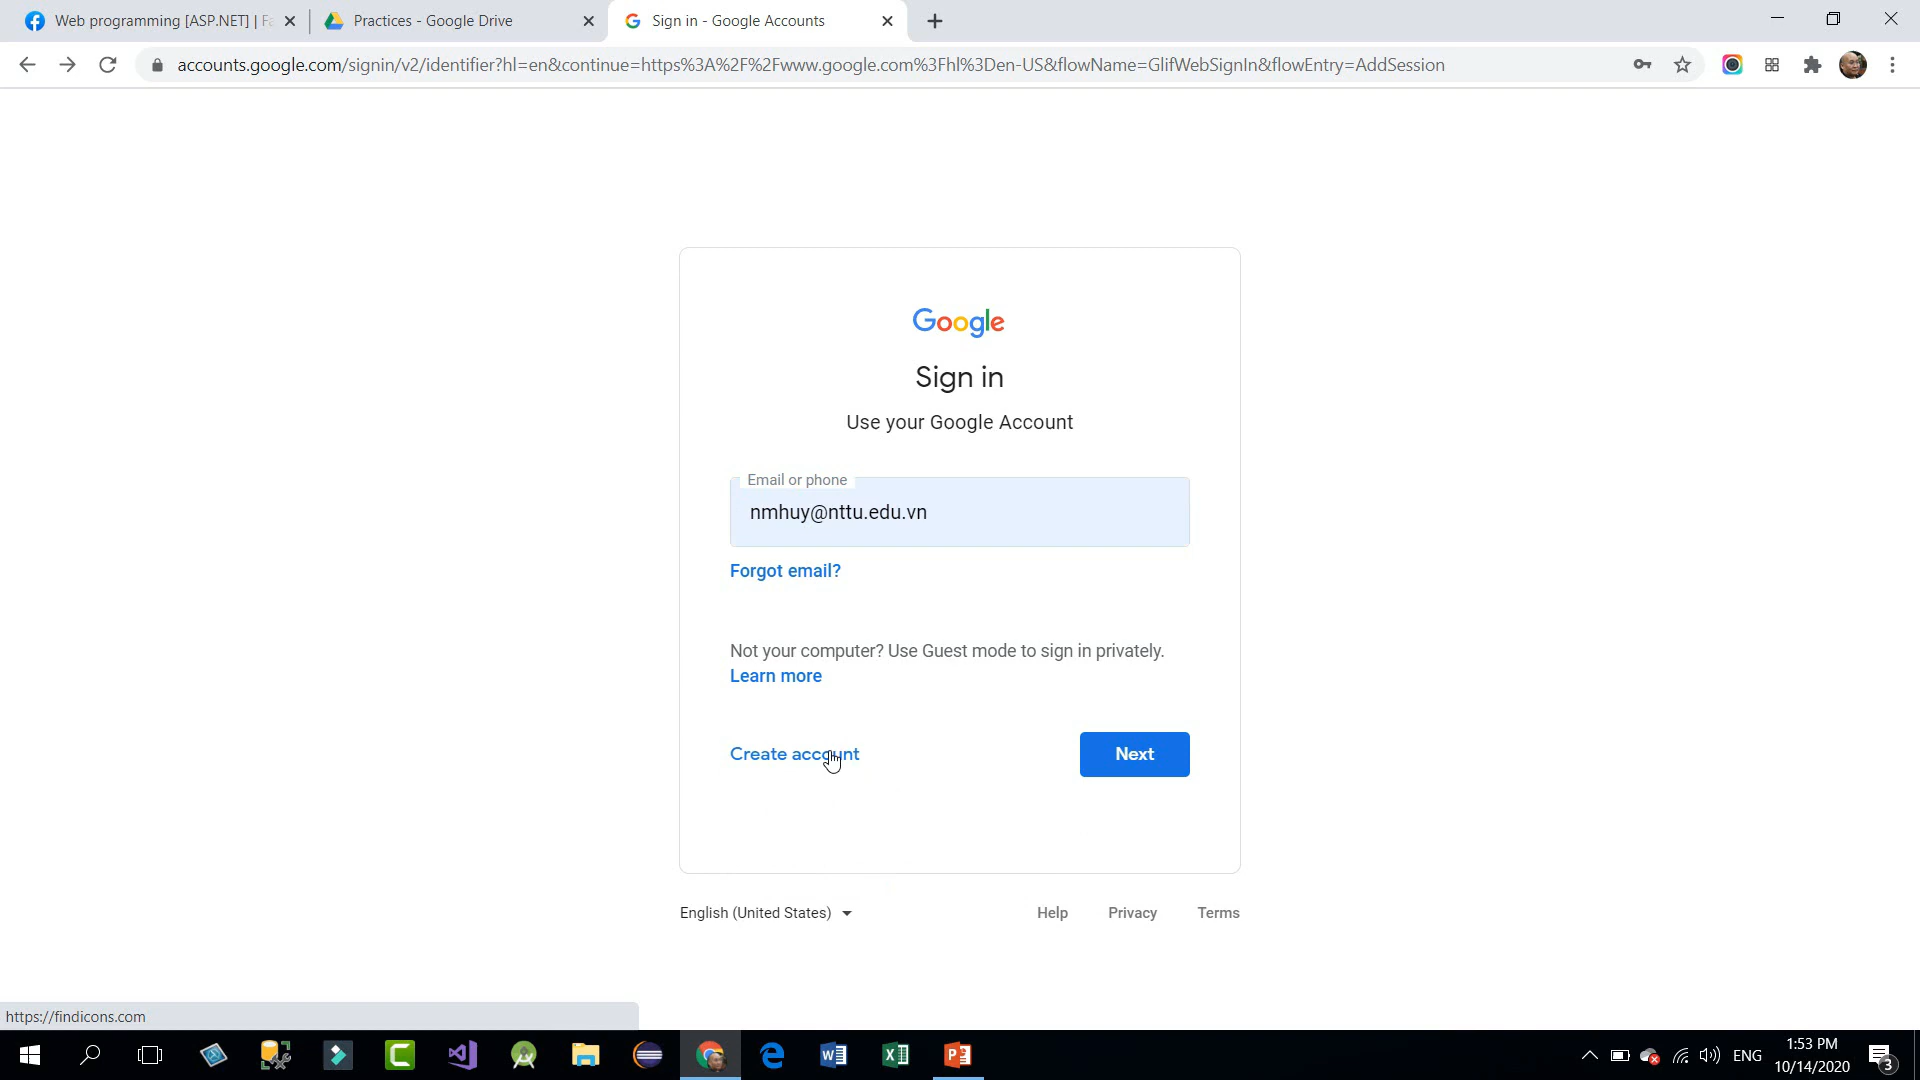 Web programming [ASP.NET] | Fa
Practices - Google Drive
Sign in - Google Accounts
accounts.google.com/signin/v2/identifier?hl=en&continue=https%3A%2F%2Fwww.google.com%3Fhl%3Den-US&flowName=GlifWebSignIn&flowEntry=AddSession
Google
Sign in
Use your Google Account
Email or phone
nmhuy@nttu.edu.vn
Forgot email?
Not your computer? Use Guest mode to sign in privately.
Learn more
Create account
Next
English (United States)
Help
Privacy
Terms
https://findicons.com
ENG
1:53 PM
10/14/2020
3